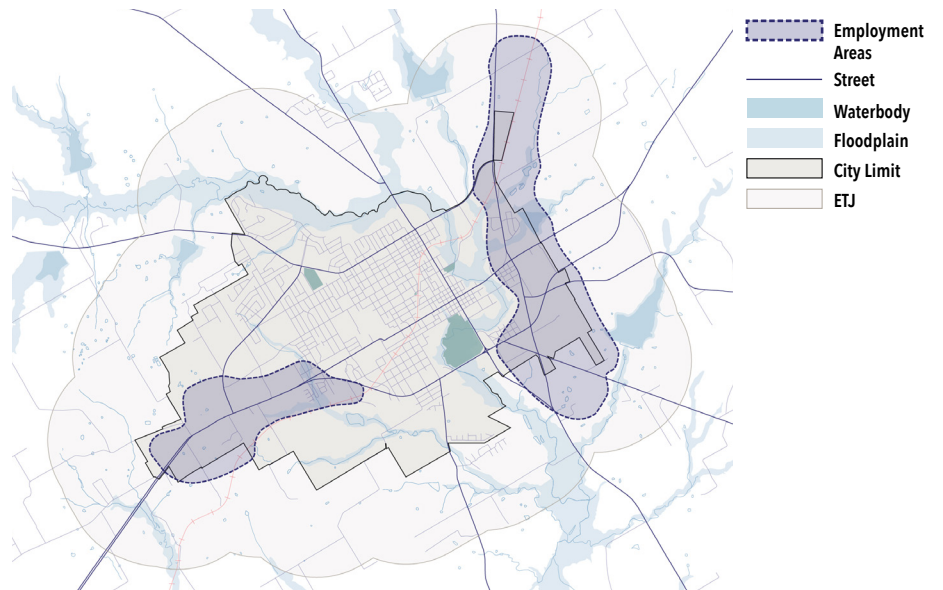 Employment
Areas
Street
Waterbody
Floodplain
City Limit
ETJ